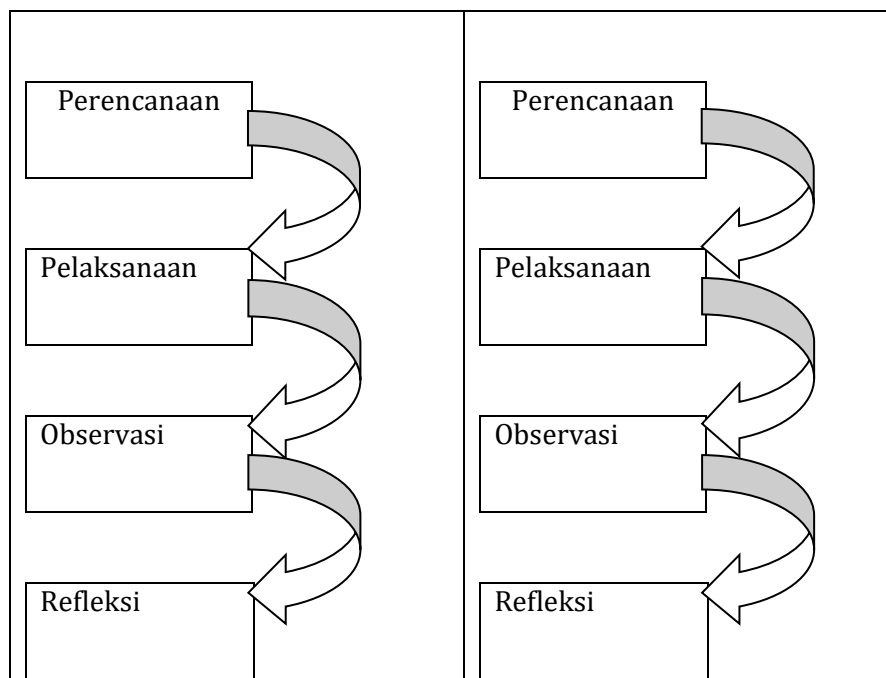 Perencanaan
Pelaksanaan
Observasi
Refleksi
Perencanaan
Pelaksanaan
Observasi
Refleksi